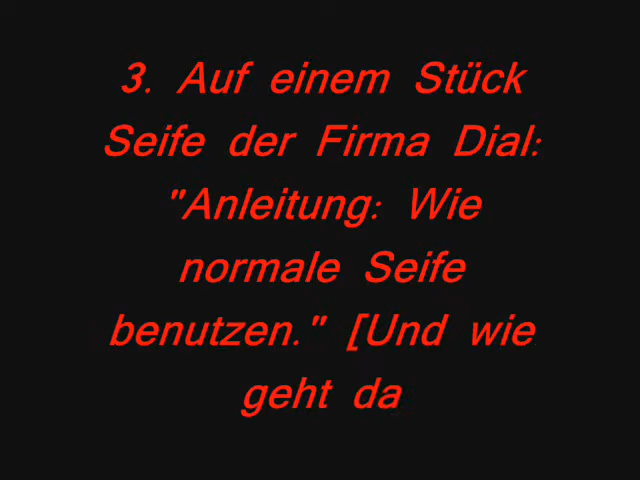 3. Auf einem Stück
Seife der Firma Dial:
"Anleitung: Wie
normale Seife
benutzen." [Und wie
geht da